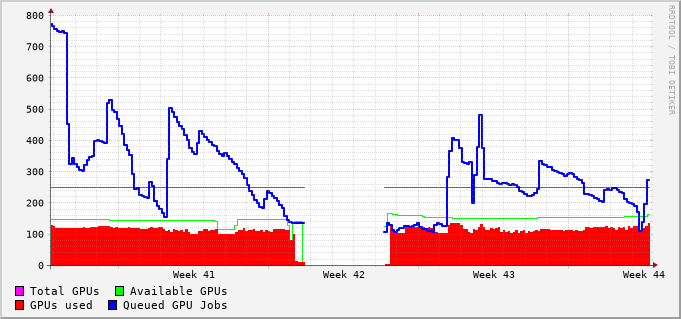 800
700
600
500
400
300
200
100
0
Week 41 Week 42 Week 43 Week 44
Total GPUs Available GPUs
GPUs used Queued GPU Jobs
RRDTOOL / TOBI OETIKER